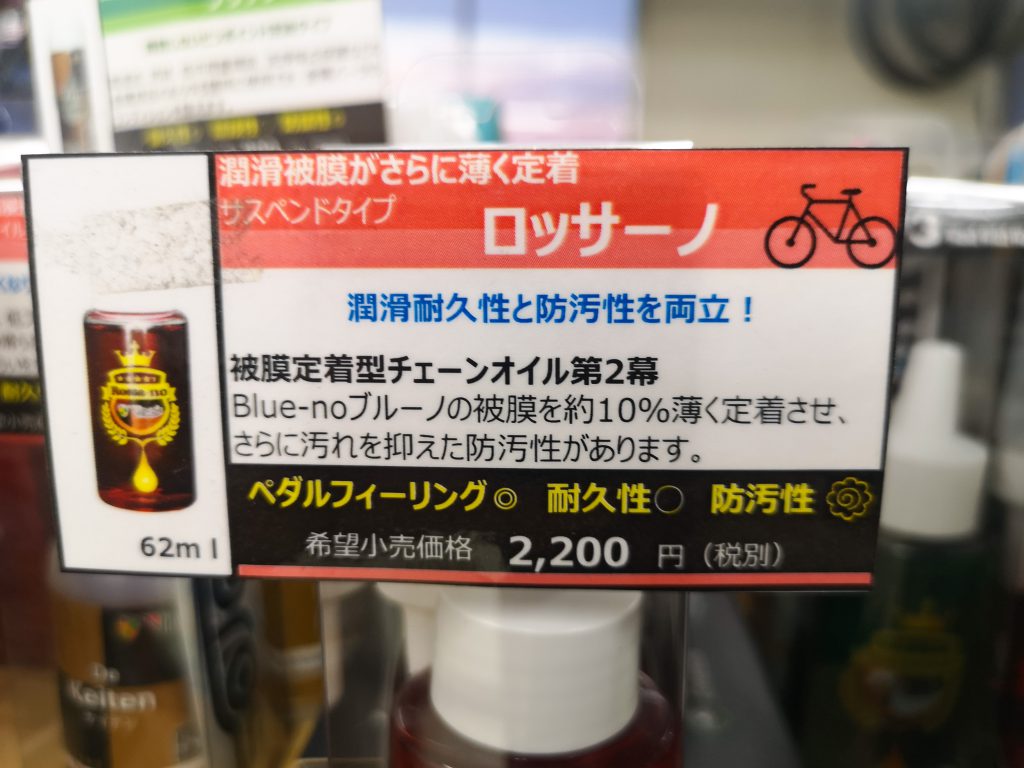 潤滑被膜がさらに薄く定着
サスペンドタイプ
ロッサーノ
潤滑耐久性と防汚性を両立！
被膜定着型チェーンオイル第2幕
Blue-noブルーノの被膜を約10%薄く定着させ、
さらに汚れを抑えた防汚性があります。
ペダルフィーリング◎ 耐久性○ 防汚性
62ml
希望小売価格 2,200 円（税別）
Rossa-no
Keiten